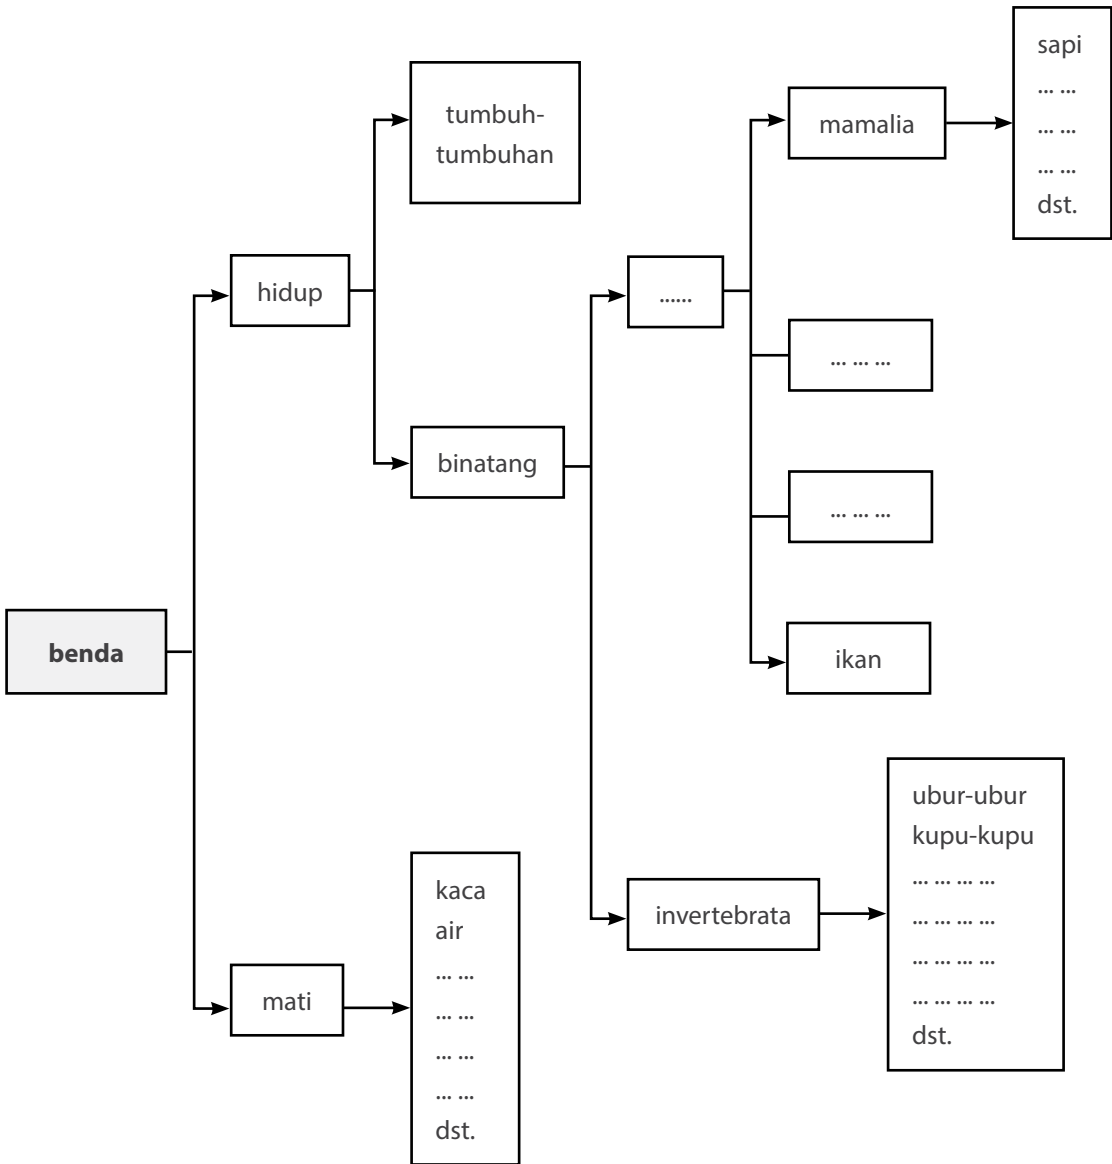 sapi
... ...
... ...
... ...
dst.
mamalia
tumbuh-
tumbuhan
hidup
......
... ... ...
binatang
... ... ...
benda
ikan
ubur-ubur
kupu-kupu
... ... ... ...
... ... ... ...
... ... ... ...
... ... ... ...
dst.
invertebrata
kaca
air
... ...
... ...
... ...
... ...
dst.
mati